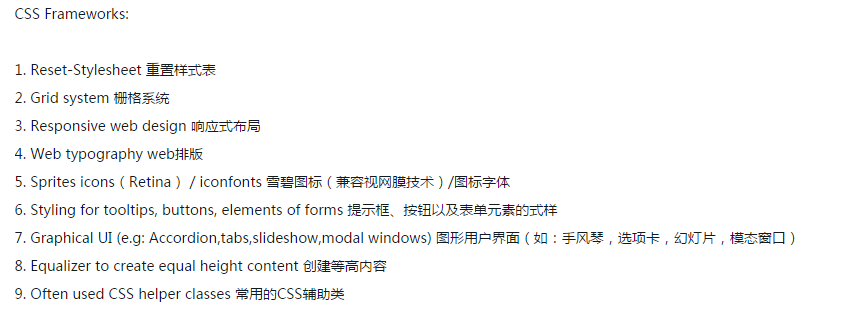 CSS Frameworks:
1. Reset-Stylesheet 重置样式表
2. Grid system 栅格系统
3. Responsive web design 响应式布局
4. Web typography web排版
5. Sprites icons（Retina） / iconfonts 雪碧图标（兼容视网膜技术）/图标字体
6. Styling for tooltips, buttons, elements of forms 提示框、按钮以及表单元素的式样
7. Graphical UI (e.g: Accordion,tabs,slideshow,modal windows) 图形用户界面（如：手风琴，选项卡，幻灯片，模态窗口）
8. Equalizer to create equal height content 创建等高内容
9. Often used CSS helper classes 常用的CSS辅助类